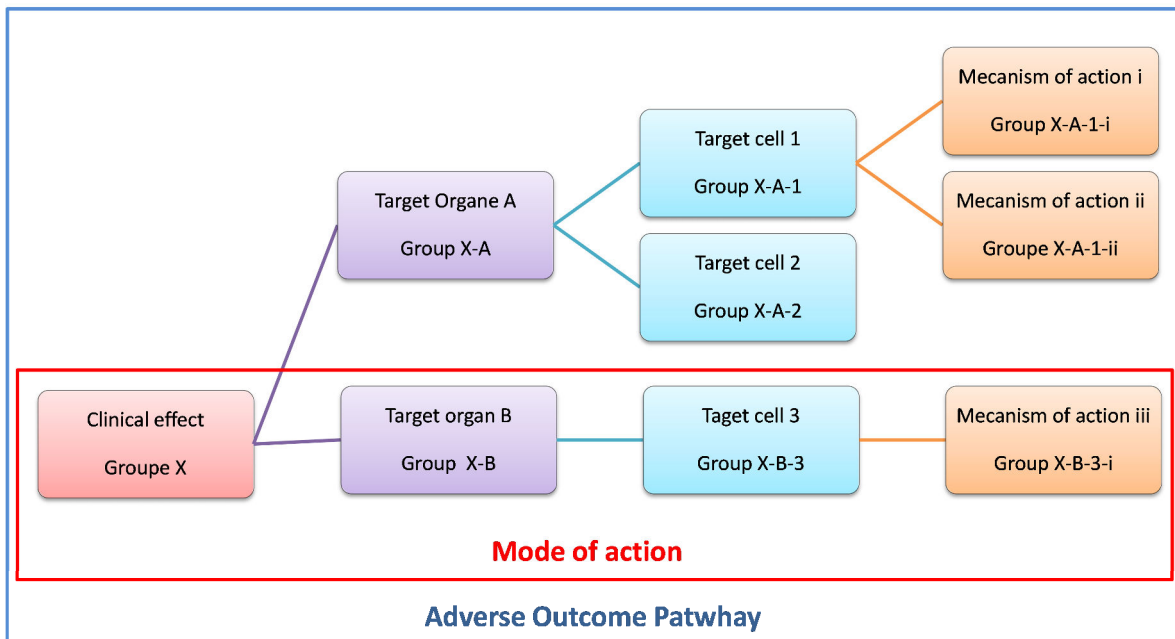 Mecanism of action i
Group X-A-1-i
Target cell 1
Group X-A-1
Target Organe A
Group X-A
Mecanism of action ii
Groupe X-A-1-ii
Target cell 2
Group X-A-2
Clinical effect
Groupe X
Target organ B
Group X-B
Taget cell 3
Group X-B-3
Mecanism of action iii
Group X-B-3-i
Mode of action
Adverse Outcome Patwhay